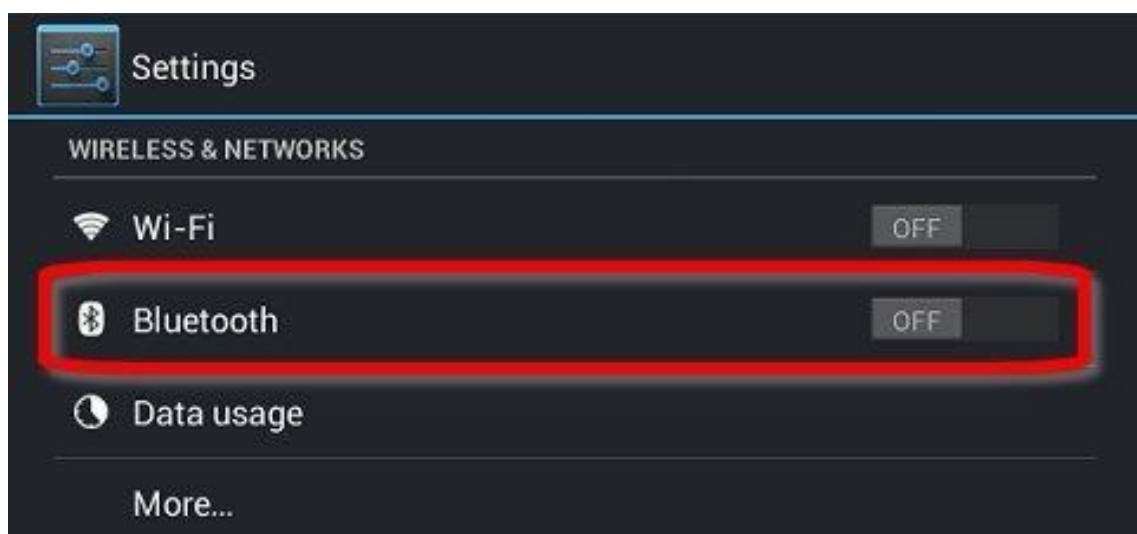 Settings
WIRELESS & NETWORKS
Wi-Fi OFF
Bluetooth OFF
Data usage
More...